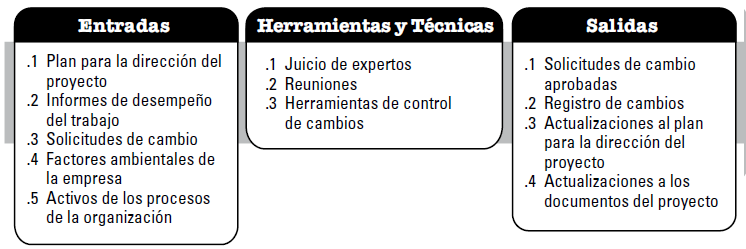 Entradas
.1 Plan para la dirección del
proyecto
.2 Informes de desempeño
del trabajo
.3 Solicitudes de cambio
.4 Factores ambientales de
la empresa
.5 Activos de los procesos
de la organización
Herramientas y Técnicas
.1 Juicio de expertos
.2 Reuniones
.3 Herramientas de control
de cambios
Salidas
.1 Solicitudes de cambio
aprobadas
.2 Registro de cambios
.3 Actualizaciones al plan
para la dirección del
proyecto
.4 Actualizaciones a los
documentos del proyecto